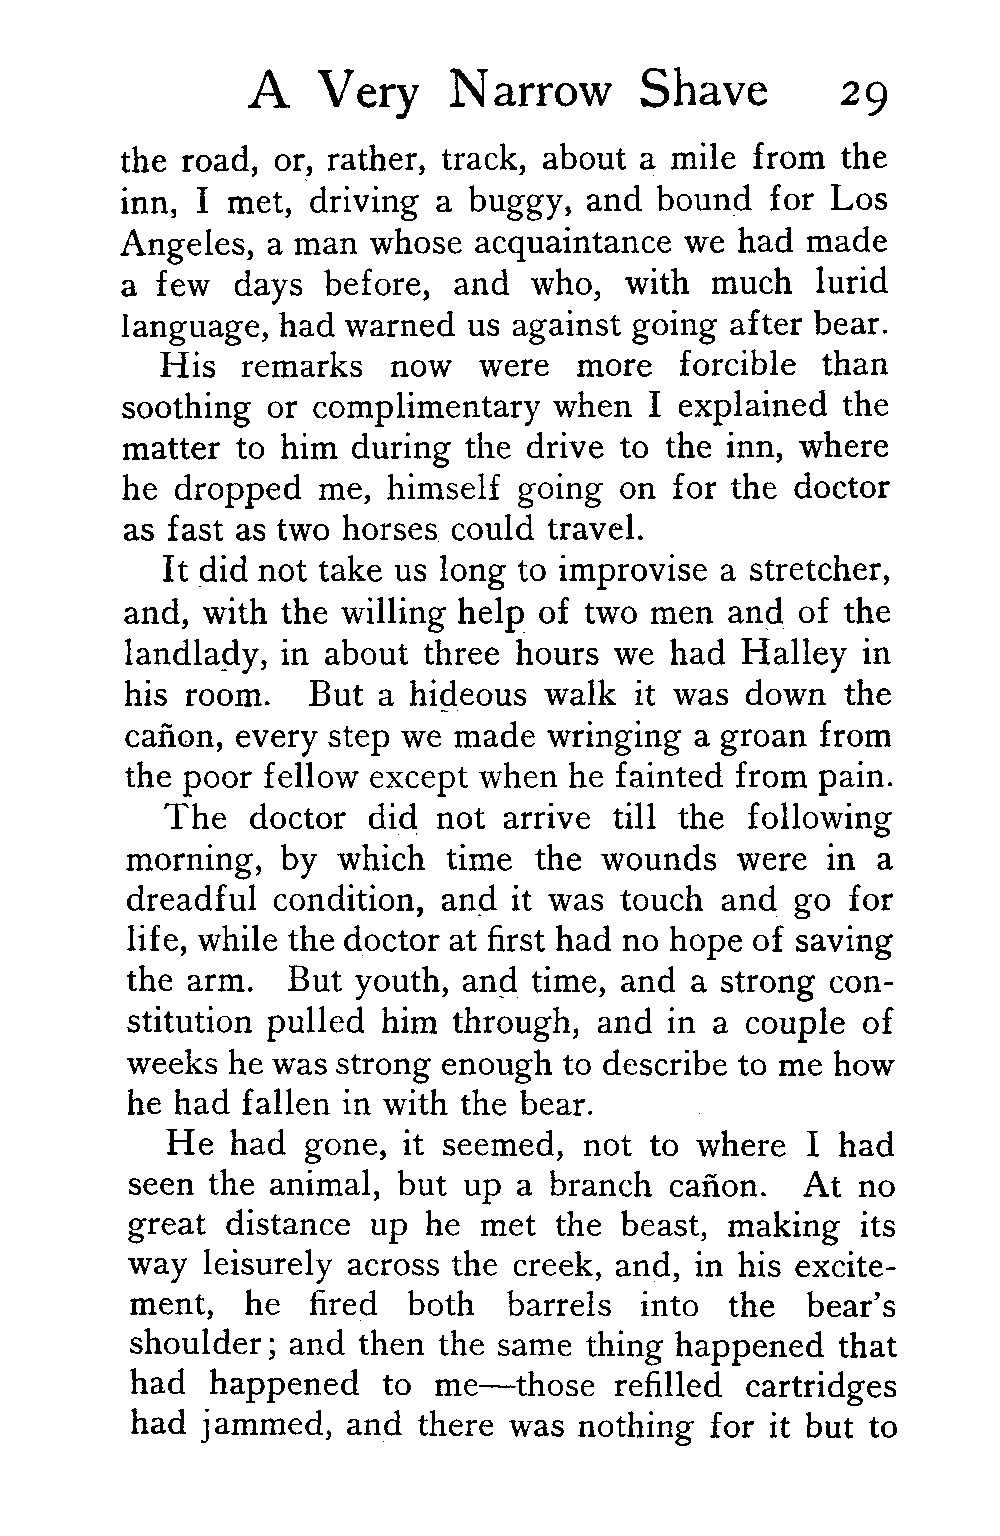 A Very Narrow Shave 29
the road, or, rather, track, about a mile from the
inn, I met, driving a buggy, and bound for Los
Angeles, a man whose acquaintance we had made
a few days before, and who, with much lurid
language, had warned us against going after bear.
His remarks now were more forcible than
soothing or complimentary when I explained the
matter to him during the drive to the inn, where
he dropped me, himself going on for the doctor
as fast as two horses could travel.
It did not take us long to improvise a stretcher,
and, with the willing help of two men and of the
landlady, in about three hours we had Halley in
his room. But a hideous walk it was down the
cañon, every step we made wringing a groan from
the poor fellow except when he fainted from pain.
The doctor did not arrive till the following
morning, by which time the wounds were in a
dreadful condition, and it was touch and go for
life, while the doctor at first had no hope of saving
the arm. But youth, and time, and a strong con-
stitution pulled him through, and in a couple of
weeks he was strong enough to describe to me how
he had fallen in with the bear.
He had gone, it seemed, not to where I had
seen the animal, but up a branch cañon. At no
great distance up he met the beast, making its
way leisurely across the creek, and, in his excite-
ment, he fired both barrels into the bear's
shoulder; and then the same thing happened that
had happened to me—those refilled cartridges
had jammed, and there was nothing for it but to